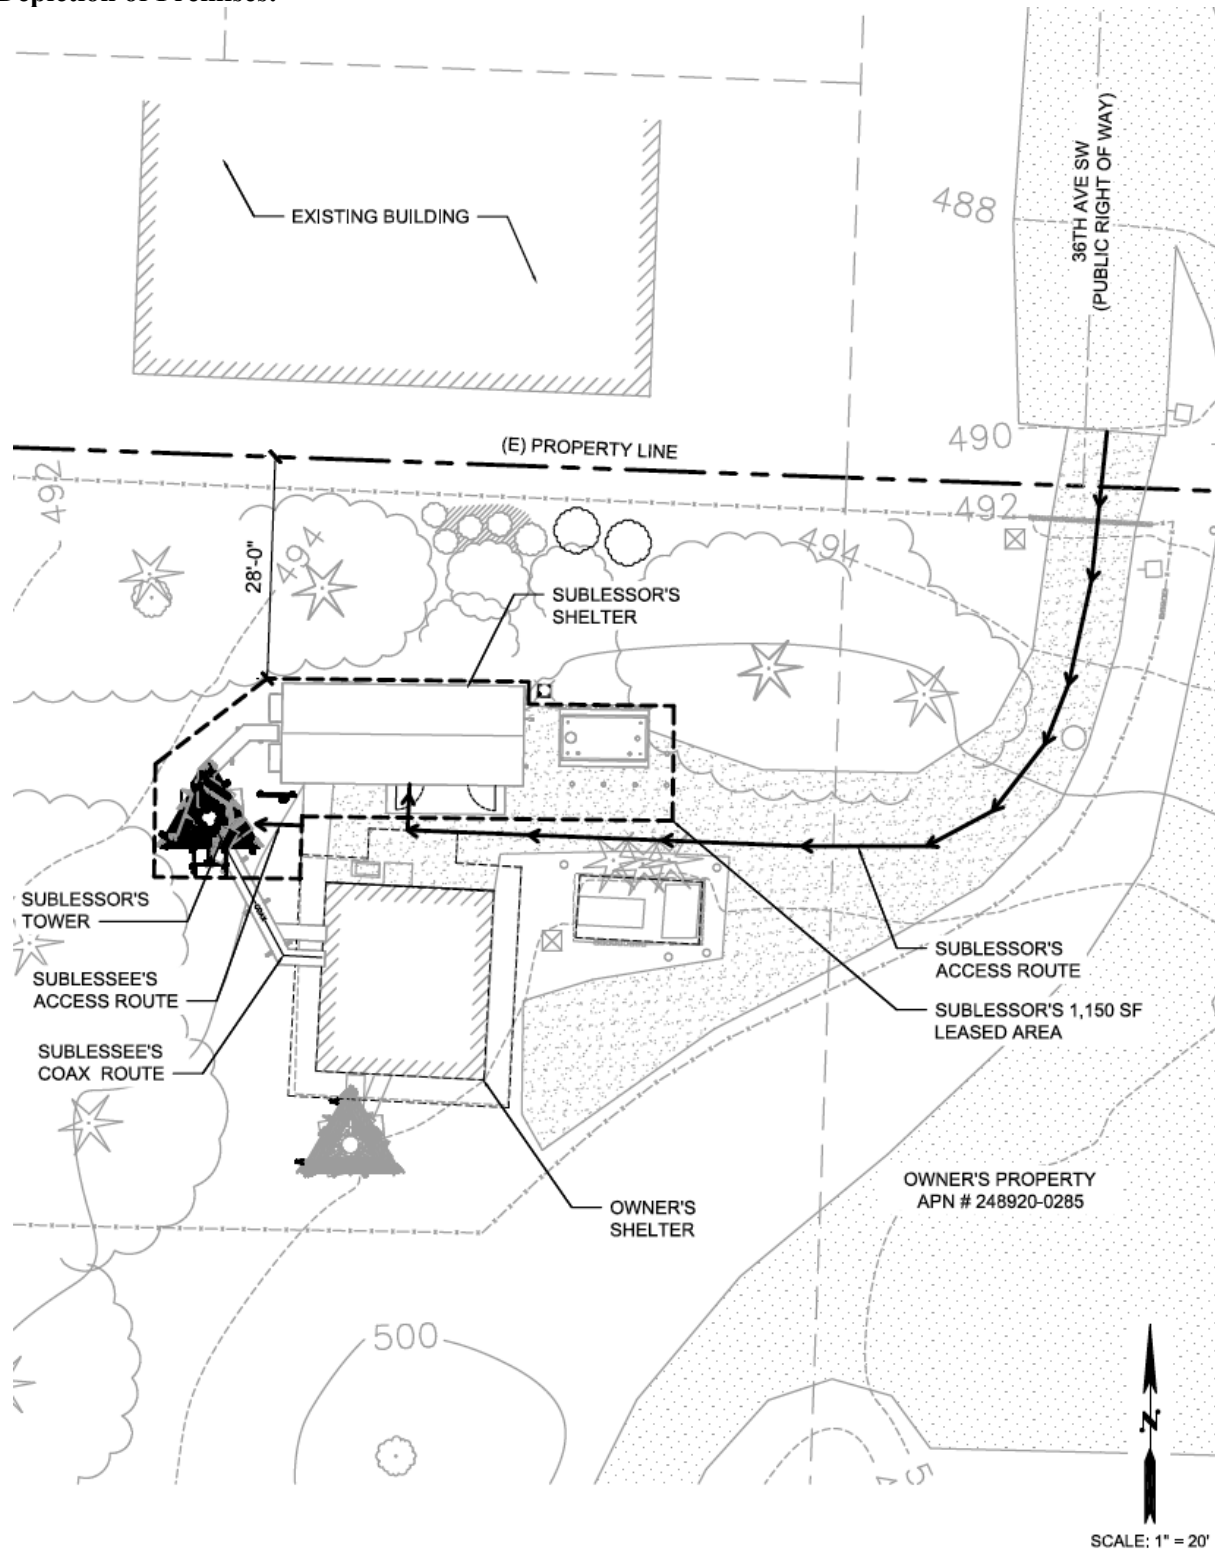 Depiction of Premises:
36TH AVE SW
(PUBLIC RIGHT OF WAY)
488
EXISTING BUILDING
490
(E) PROPERTY LINE
492
492
494
494
28'-0"
SUBLESSOR'S
SHELTER
SUBLESSOR'S
TOWER
SUBLESSEE'S
ACCESS ROUTE
SUBLESSEE'S
COAX ROUTE
SUBLESSOR'S
ACCESS ROUTE
SUBLESSOR'S 1,150 SF
LEASED AREA
OWNER'S PROPERTY
APN # 248920-0285
OWNER'S
SHELTER
500
N
SCALE: 1" = 20'